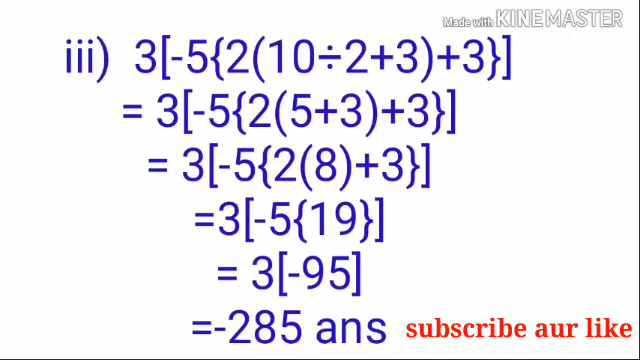 Made with KINEMASTER
iii) 3[-5{2(10÷2+3)+3}]
= 3[-5{2(5+3)+3}]
= 3[-5{2(8)+3}]
=3[-5{19}]
= 3[-95]
=-285 ans
subscribe aur like